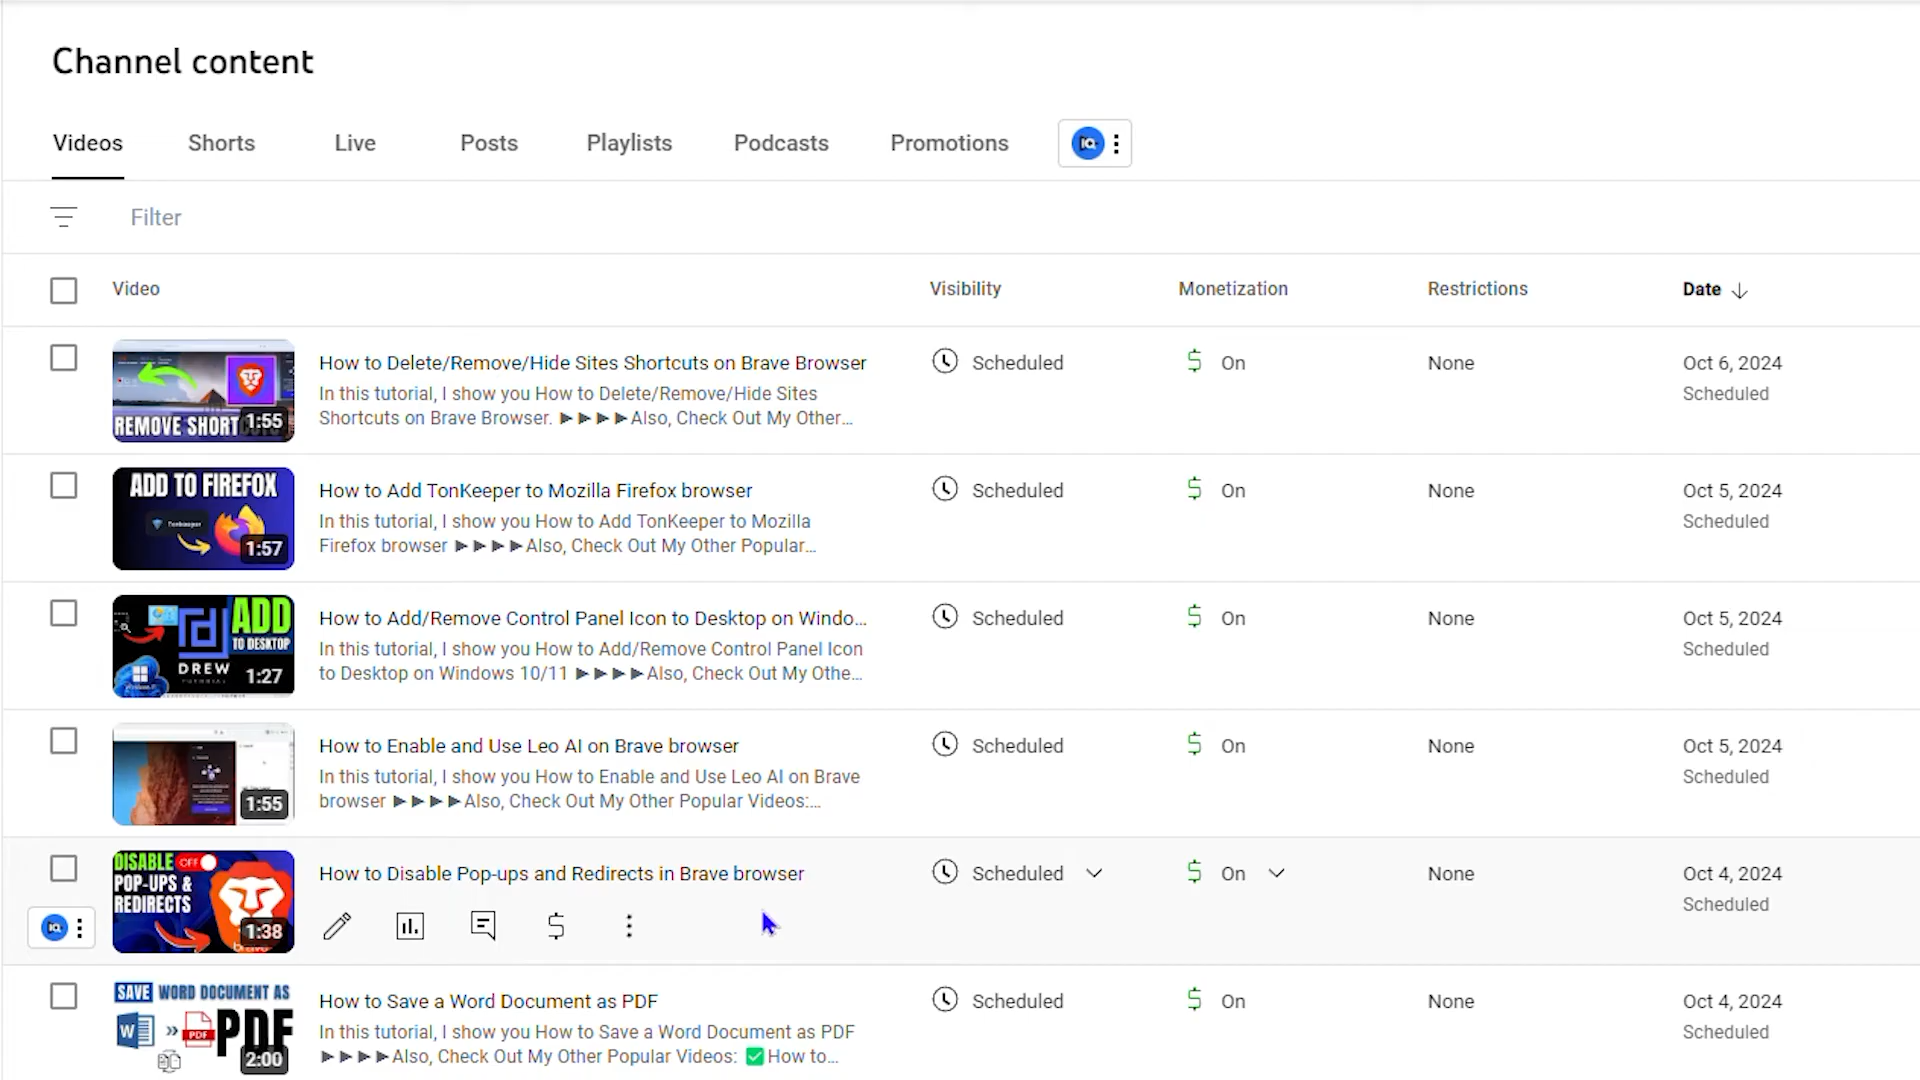 Channel content
Videos Shorts Live Posts Playlists Podcasts Promotions IQ
Filter
Video Visibility Monetization Restrictions Date
REMOVE SHORT 1:55
How to Delete/Remove/Hide Sites Shortcuts on Brave Browser
In this tutorial, I show you How to Delete/Remove/Hide Sites
Shortcuts on Brave Browser. ►►►►Also, Check Out My Other...
Scheduled
$ On
None
Oct 6, 2024
Scheduled
ADD TO FIREFOX
Tonkeeper
1:57
How to Add TonKeeper to Mozilla Firefox browser
In this tutorial, I show you How to Add TonKeeper to Mozilla
Firefox browser ►►►►Also, Check Out My Other Popular...
Scheduled
$ On
None
Oct 5, 2024
Scheduled
ADD
TO DESKTOP
DREW
TUTORIAL
1:27
How to Add/Remove Control Panel Icon to Desktop on Windo...
In this tutorial, I show you How to Add/Remove Control Panel Icon
to Desktop on Windows 10/11 ►►►►Also, Check Out My Othe...
Scheduled
$ On
None
Oct 5, 2024
Scheduled
1:55
How to Enable and Use Leo AI on Brave browser
In this tutorial, I show you How to Enable and Use Leo AI on Brave
browser ►►►►Also, Check Out My Other Popular Videos:...
Scheduled
$ On
None
Oct 5, 2024
Scheduled
IQ
DISABLE OFF
POP-UPS &
REDIRECTS
1:38
How to Disable Pop-ups and Redirects in Brave browser
Scheduled
$ On
None
Oct 4, 2024
Scheduled
SAVE WORD DOCUMENT AS
W » PDF PDF
2:00
How to Save a Word Document as PDF
In this tutorial, I show you How to Save a Word Document as PDF
►►►►Also, Check Out My Other Popular Videos: ✅How to...
Scheduled
$ On
None
Oct 4, 2024
Scheduled